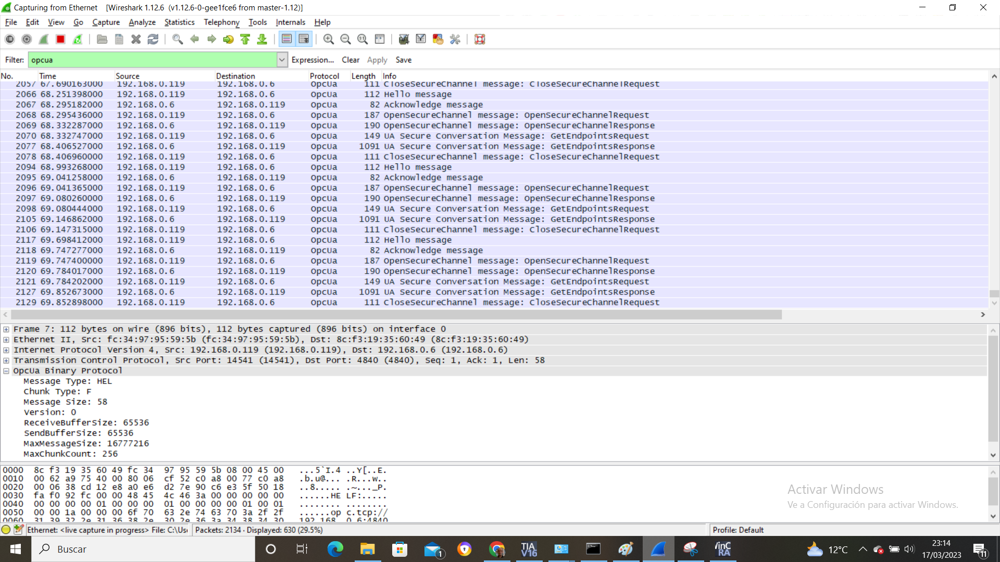 Capturing from Ethernet [Wireshark 1.12.6 (v1.12.6-0-gee1fce6 from master-1.12)]
File Edit View Go Capture Analyze Statistics Telephony Tools Internals Help
Filter: opcua Expression... Clear Apply Save
No. Time Source Destination Protocol Length Info
2057 67.690163000 192.168.0.119 192.168.0.6 OpcUa 111 CloseSecureChannel message: CloseSecureChannelRequest
2066 68.251398000 192.168.0.119 192.168.0.6 OpcUa 112 Hello message
2067 68.295182000 192.168.0.6 192.168.0.119 OpcUa 82 Acknowledge message
2068 68.295436000 192.168.0.119 192.168.0.6 OpcUa 187 OpenSecureChannel message: OpenSecureChannelRequest
2069 68.332287000 192.168.0.6 192.168.0.119 OpcUa 190 OpenSecureChannel message: OpenSecureChannelResponse
2070 68.332747000 192.168.0.119 192.168.0.6 OpcUa 149 UA Secure Conversation Message: GetEndpointsRequest
2077 68.406527000 192.168.0.6 192.168.0.119 OpcUa 1091 UA Secure Conversation Message: GetEndpointsResponse
2078 68.406960000 192.168.0.119 192.168.0.6 OpcUa 111 CloseSecureChannel message: CloseSecureChannelRequest
2094 68.993268000 192.168.0.119 192.168.0.6 OpcUa 112 Hello message
2095 69.041258000 192.168.0.6 192.168.0.119 OpcUa 82 Acknowledge message
2096 69.041365000 192.168.0.119 192.168.0.6 OpcUa 187 OpenSecureChannel message: OpenSecureChannelRequest
2097 69.080260000 192.168.0.6 192.168.0.119 OpcUa 190 OpenSecureChannel message: OpenSecureChannelResponse
2098 69.080444000 192.168.0.119 192.168.0.6 OpcUa 149 UA Secure Conversation Message: GetEndpointsRequest
2105 69.146862000 192.168.0.6 192.168.0.119 OpcUa 1091 UA Secure Conversation Message: GetEndpointsResponse
2106 69.147315000 192.168.0.119 192.168.0.6 OpcUa 111 CloseSecureChannel message: CloseSecureChannelRequest
2117 69.698412000 192.168.0.119 192.168.0.6 OpcUa 112 Hello message
2118 69.747277000 192.168.0.6 192.168.0.119 OpcUa 82 Acknowledge message
2119 69.747400000 192.168.0.119 192.168.0.6 OpcUa 187 OpenSecureChannel message: OpenSecureChannelRequest
2120 69.784017000 192.168.0.6 192.168.0.119 OpcUa 190 OpenSecureChannel message: OpenSecureChannelResponse
2121 69.784202000 192.168.0.119 192.168.0.6 OpcUa 149 UA Secure Conversation Message: GetEndpointsRequest
2127 69.852673000 192.168.0.6 192.168.0.119 OpcUa 1091 UA Secure Conversation Message: GetEndpointsResponse
2129 69.852898000 192.168.0.119 192.168.0.6 OpcUa 111 CloseSecureChannel message: CloseSecureChannelRequest
Frame 7: 112 bytes on wire (896 bits), 112 bytes captured (896 bits) on interface 0
Ethernet II, Src: fc:34:97:95:59:5b (fc:34:97:95:59:5b), Dst: 8c:f3:19:35:60:49 (8c:f3:19:35:60:49)
Internet Protocol Version 4, Src: 192.168.0.119 (192.168.0.119), Dst: 192.168.0.6 (192.168.0.6)
Transmission Control Protocol, Src Port: 14541 (14541), Dst Port: 4840 (4840), Seq: 1, Ack: 1, Len: 58
OpcUa Binary Protocol
Message Type: HEL
Chunk Type: F
Message Size: 58
Version: 0
ReceiveBufferSize: 65536
SendBufferSize: 65536
MaxMessageSize: 16777216
MaxChunkCount: 256
0000 8c f3 19 35 60 49 fc 34 97 95 59 5b 08 00 45 00 ...5`I.4 ..Y[..E.
0010 00 62 a9 75 40 00 80 06 cf 52 c0 a8 00 77 c0 a8 .b.u@... .R...w..
0020 00 06 38 cd 12 e8 a0 e6 d2 7e 90 c6 e3 5f 50 18 ..8..... .~..._P.
0030 fa f0 92 fc 00 00 48 45 4c 46 3a 00 00 00 00 00 ......HE LF:.....
0040 00 00 00 00 01 00 00 00 01 00 00 00 00 01 00 01 ........ ........
0050 00 00 1a 00 00 00 6f 70 63 2e 74 63 70 3a 2f 2f ......op c.tcp://
0060 31 39 32 2e 31 36 38 2e 30 2e 36 3a 34 38 34 30 192.168. 0.6:4840
Activar Windows
Ve a Configuración para activar Windows.
Ethernet: <live capture in progress> File: C:\Use Packets: 2134 · Displayed: 630 (29.5%) Profile: Default
Buscar 1 TIA V16 WinC RA 12°C 23:14
17/03/2023 11